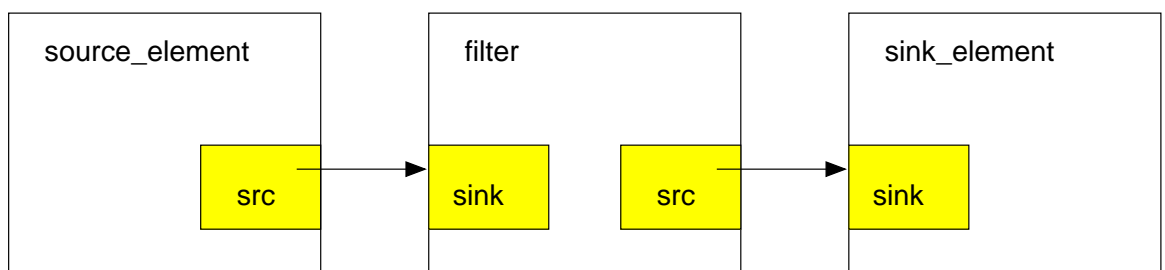 source_element
filter
sink_element
src
sink
src
sink